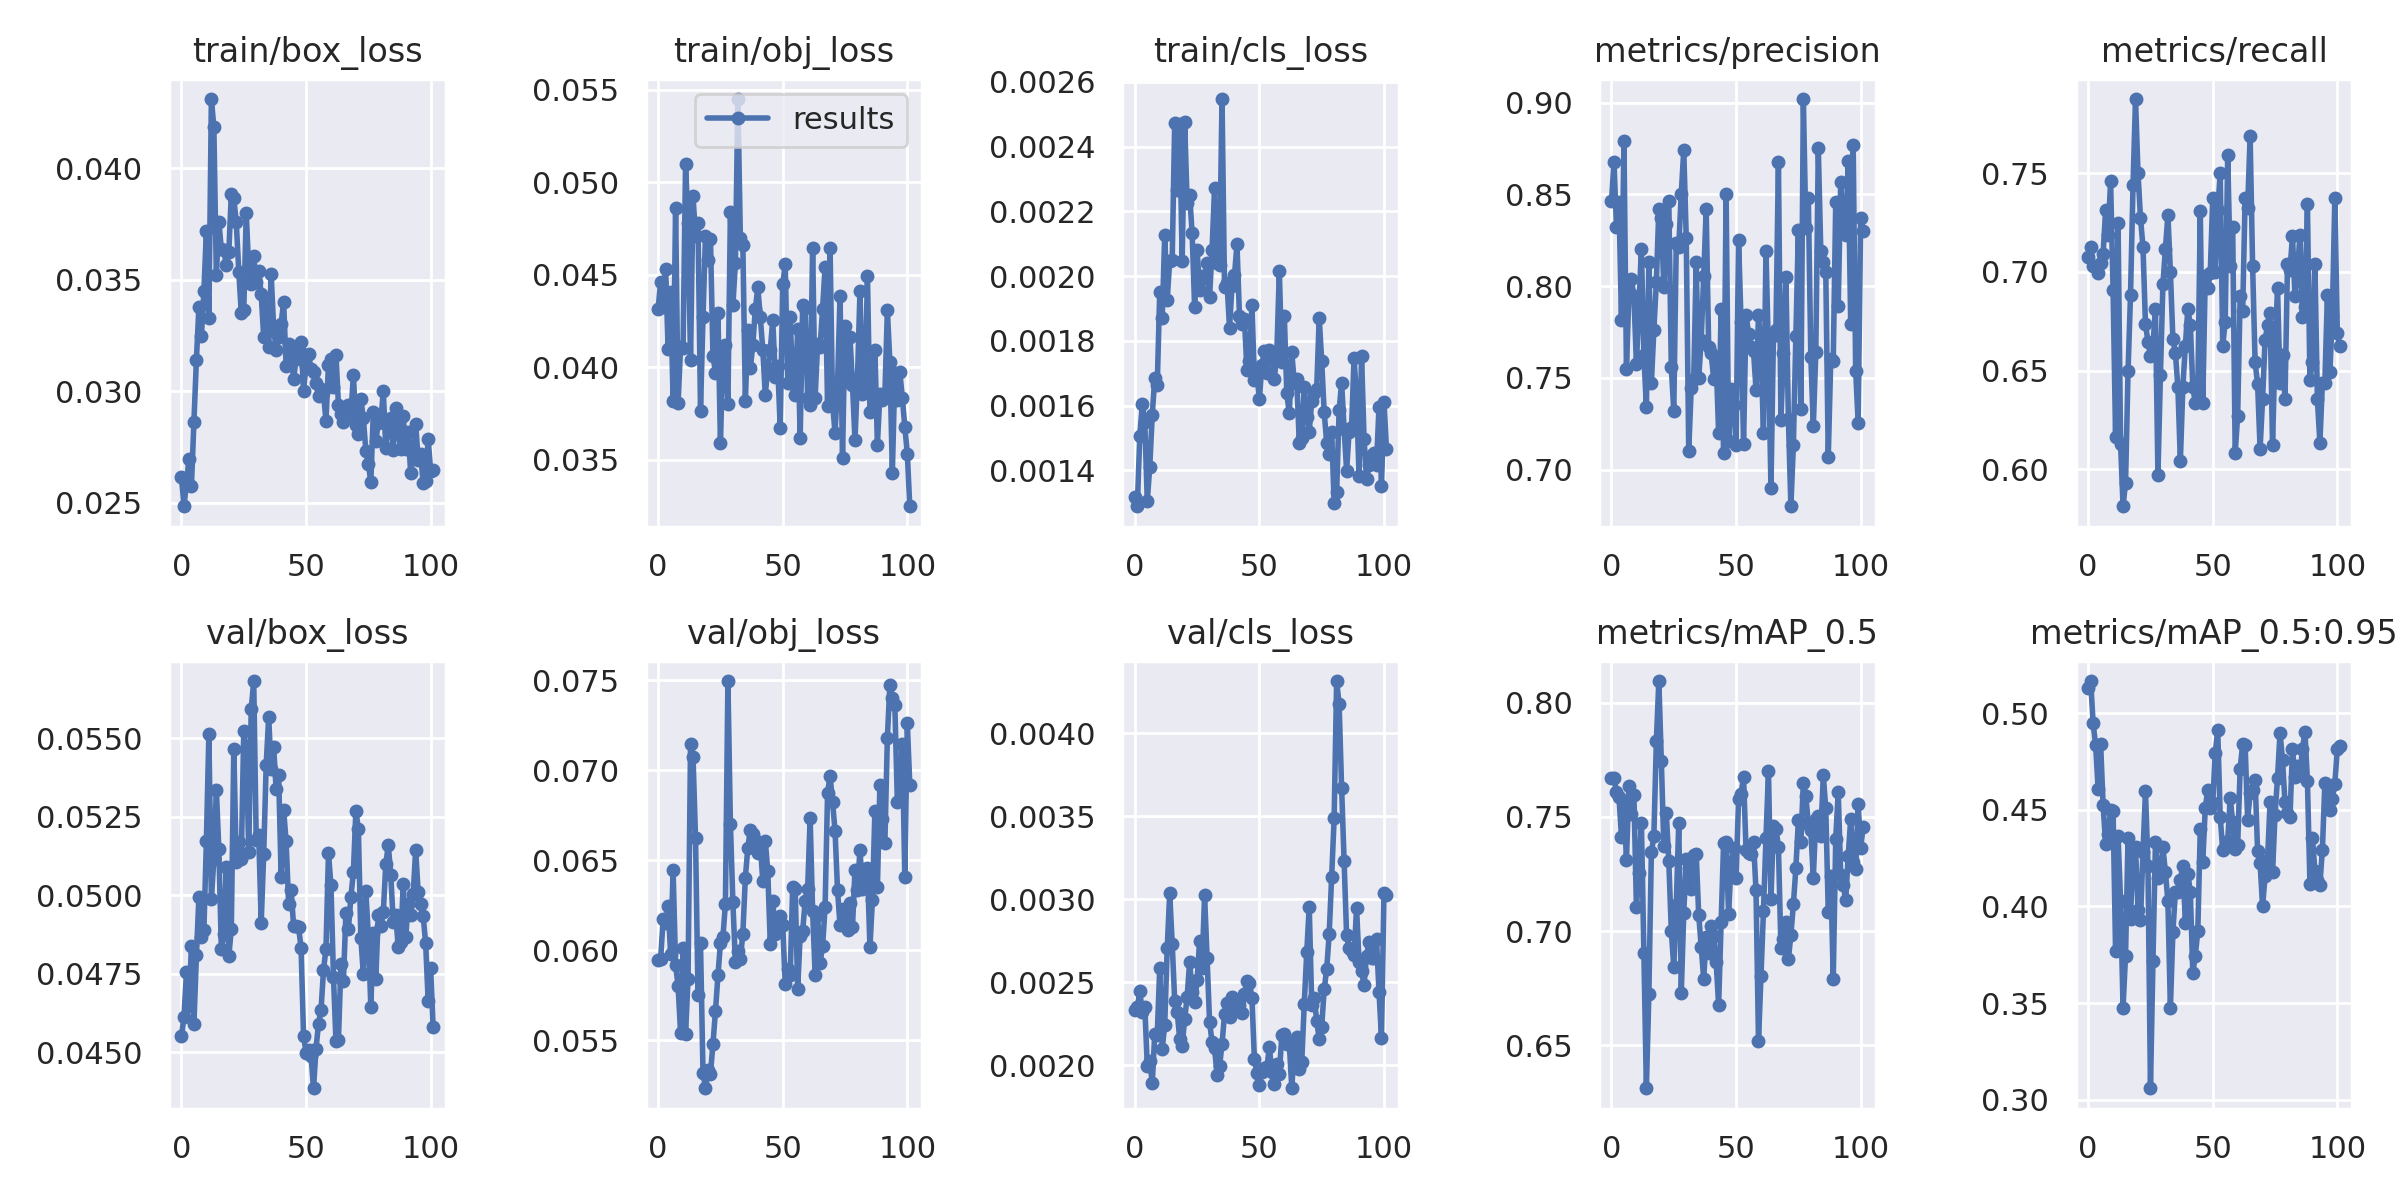 train/box_loss
0.040
0.035
0.030
0.025
0 50 100
train/obj_loss
results
0.055
0.050
0.045
0.040
0.035
0 50 100
train/cls_loss
0.0026
0.0024
0.0022
0.0020
0.0018
0.0016
0.0014
0 50 100
metrics/precision
0.90
0.85
0.80
0.75
0.70
0 50 100
metrics/recall
0.75
0.70
0.65
0.60
0 50 100
val/box_loss
0.0550
0.0525
0.0500
0.0475
0.0450
0 50 100
val/obj_loss
0.075
0.070
0.065
0.060
0.055
0 50 100
val/cls_loss
0.0040
0.0035
0.0030
0.0025
0.0020
0 50 100
metrics/mAP_0.5
0.80
0.75
0.70
0.65
0 50 100
metrics/mAP_0.5:0.95
0.50
0.45
0.40
0.35
0.30
0 50 100